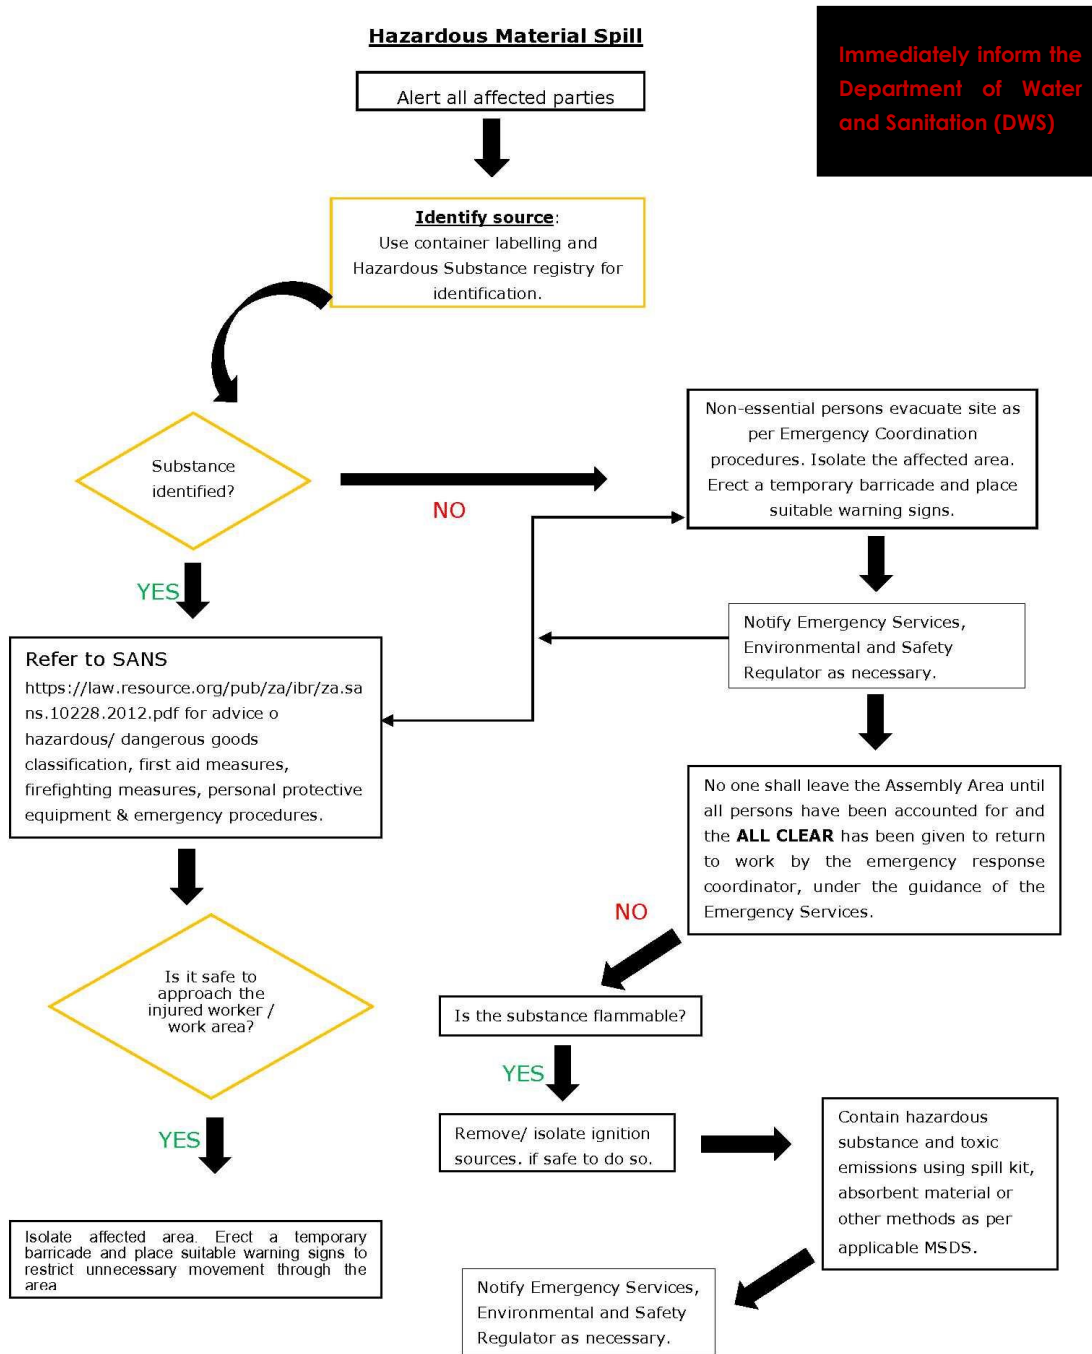 Hazardous Material Spill
Immediately inform the
Department of Water
and Sanitation (DWS)
Alert all affected parties
Identify source:
Use container labelling and
Hazardous Substance registry for
identification.
Substance
identified?
NO
Non-essential persons evacuate site as
per Emergency Coordination
procedures. Isolate the affected area.
Erect a temporary barricade and place
suitable warning signs.
YES
Notify Emergency Services,
Environmental and Safety
Regulator as necessary.
Refer to SANS
https://law.resource.org/pub/za/ibr/za.sa
ns.10228.2012.pdf for advice o
hazardous/ dangerous goods
classification, first aid measures,
firefighting measures, personal protective
equipment & emergency procedures.
No one shall leave the Assembly Area until
all persons have been accounted for and
the ALL CLEAR has been given to return
to work by the emergency response
coordinator, under the guidance of the
Emergency Services.
NO
Is it safe to
approach the
injured worker /
work area?
Is the substance flammable?
YES
YES
Remove/ isolate ignition
sources. if safe to do so.
Contain hazardous
substance and toxic
emissions using spill kit,
absorbent material or
other methods as per
applicable MSDS.
Isolate affected area. Erect a temporary
barricade and place suitable warning signs to
restrict unnecessary movement through the
area
Notify Emergency Services,
Environmental and Safety
Regulator as necessary.